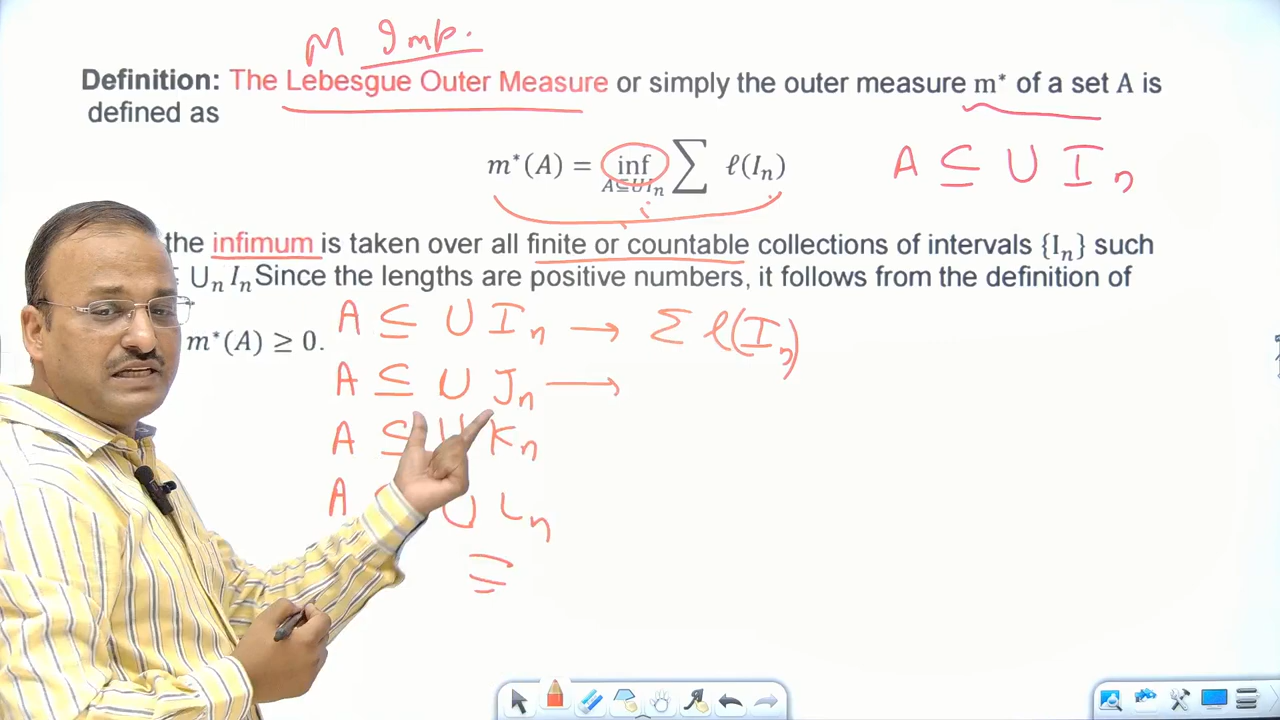 M Imp.
Definition: The Lebesgue Outer Measure or simply the outer measure m* of a set A is
defined as
m*(A) = inf A⊆UIn ∑ ℓ(In)
A ⊆ U In
i
the infimum is taken over all finite or countable collections of intervals {In} such
Un In Since the lengths are positive numbers, it follows from the definition of
m*(A) ≥ 0.
A ⊆ U In → Σ ℓ(In)
A ⊆ U Jn →
A ⊆ U Kn
A U Ln